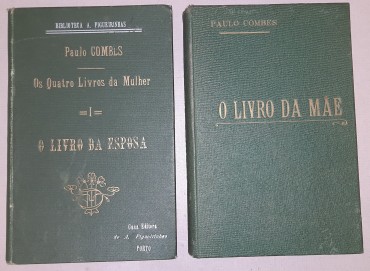 BIBLIOTHECA A. FIGUEIRINHAS
Paulo COMBES
Os Quatro Livros da Mulher
I
O LIVRO DA ESPOSA
Casa Editora
de A. Figueirinhas
PORTO
PAULO COMBES
O LIVRO DA MÃE